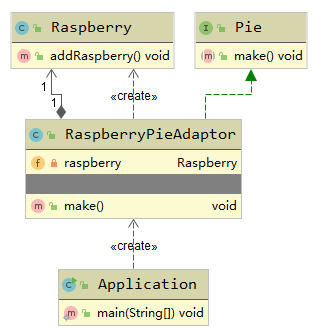 Raspberry
addRaspberry() void
Pie
make() void
1
1
«create»
RaspberryPieAdaptor
raspberry Raspberry
make() void
«create»
Application
main(String[]) void